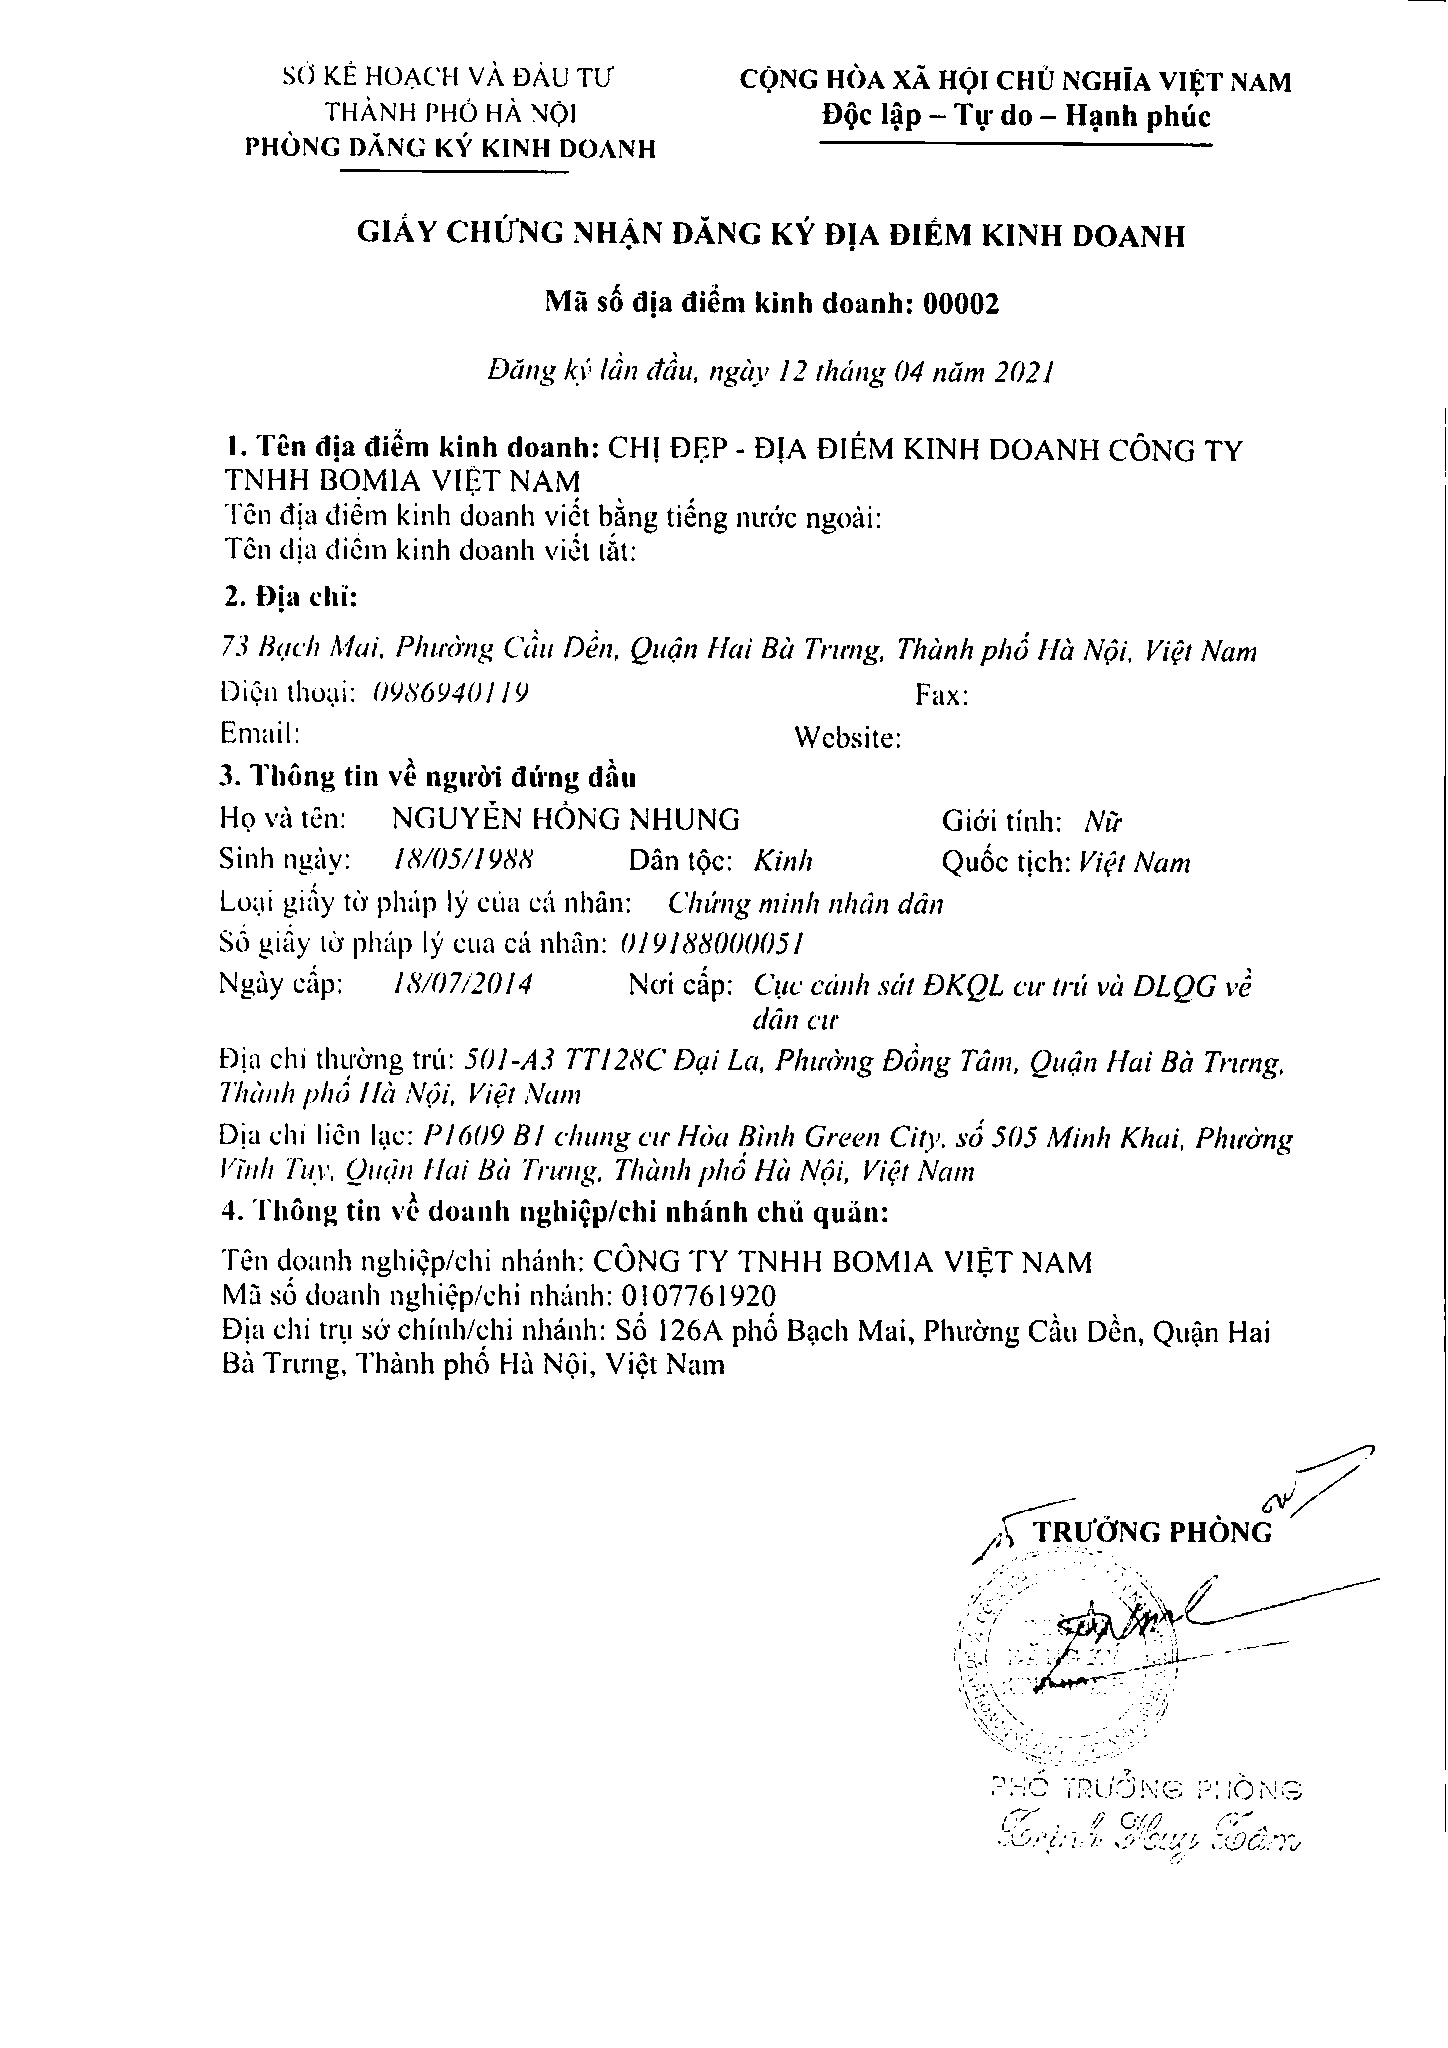 SỞ KẾ HOẠCH VÀ ĐẦU TƯ
THÀNH PHỐ HÀ NỘI
PHÒNG ĐĂNG KÝ KINH DOANH
CỘNG HÒA XÃ HỘI CHỦ NGHĨA VIỆT NAM
Độc lập – Tự do – Hạnh phúc
GIẤY CHỨNG NHẬN ĐĂNG KÝ ĐỊA ĐIỂM KINH DOANH
Mã số địa điểm kinh doanh: 00002
Đăng ký lần đầu, ngày 12 tháng 04 năm 2021
1. Tên địa điểm kinh doanh: CHỊ ĐẸP - ĐỊA ĐIỂM KINH DOANH CÔNG TY
TNHH BOMIA VIỆT NAM
Tên địa điểm kinh doanh viết bằng tiếng nước ngoài:
Tên địa điểm kinh doanh viết tắt:
2. Địa chỉ:
73 Bạch Mai, Phường Cầu Dền, Quận Hai Bà Trưng, Thành phố Hà Nội, Việt Nam
Điện thoại: 0986940119 Fax:
Email: Website:
3. Thông tin về người đứng đầu
Họ và tên: NGUYỄN HỒNG NHUNG Giới tính: Nữ
Sinh ngày: 18/05/1988 Dân tộc: Kinh Quốc tịch: Việt Nam
Loại giấy tờ pháp lý của cá nhân: Chứng minh nhân dân
Số giấy tờ pháp lý của cá nhân: 019188000051
Ngày cấp: 18/07/2014 Nơi cấp: Cục cảnh sát ĐKQL cư trú và DLQG về
dân cư
Địa chỉ thường trú: 501-A3 TT128C Đại La, Phường Đồng Tâm, Quận Hai Bà Trưng,
Thành phố Hà Nội, Việt Nam
Địa chỉ liên lạc: P1609 B1 chung cư Hòa Bình Green City, số 505 Minh Khai, Phường
Vĩnh Tuy, Quận Hai Bà Trưng, Thành phố Hà Nội, Việt Nam
4. Thông tin về doanh nghiệp/chi nhánh chủ quản:
Tên doanh nghiệp/chi nhánh: CÔNG TY TNHH BOMIA VIỆT NAM
Mã số doanh nghiệp/chi nhánh: 0107761920
Địa chỉ trụ sở chính/chi nhánh: Số 126A phố Bạch Mai, Phường Cầu Dền, Quận Hai
Bà Trưng, Thành phố Hà Nội, Việt Nam
TRƯỞNG PHÒNG
PHÓ TRƯỞNG PHÒNG
Trịnh Huy Tâm